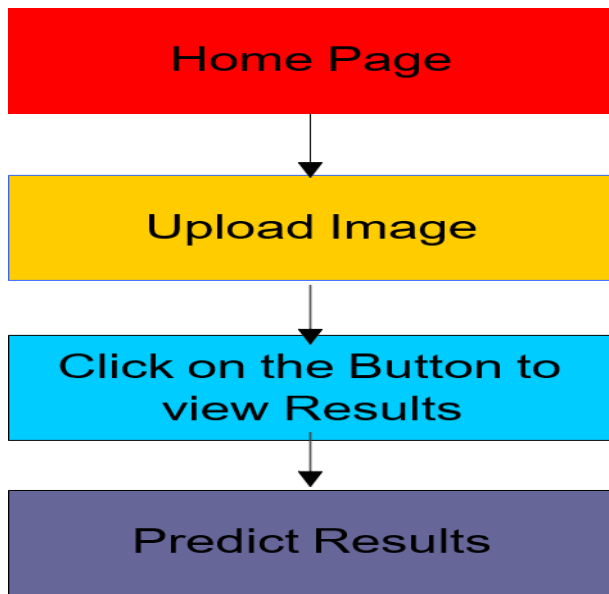 Home Page
Upload Image
Click on the Button to
view Results
Predict Results